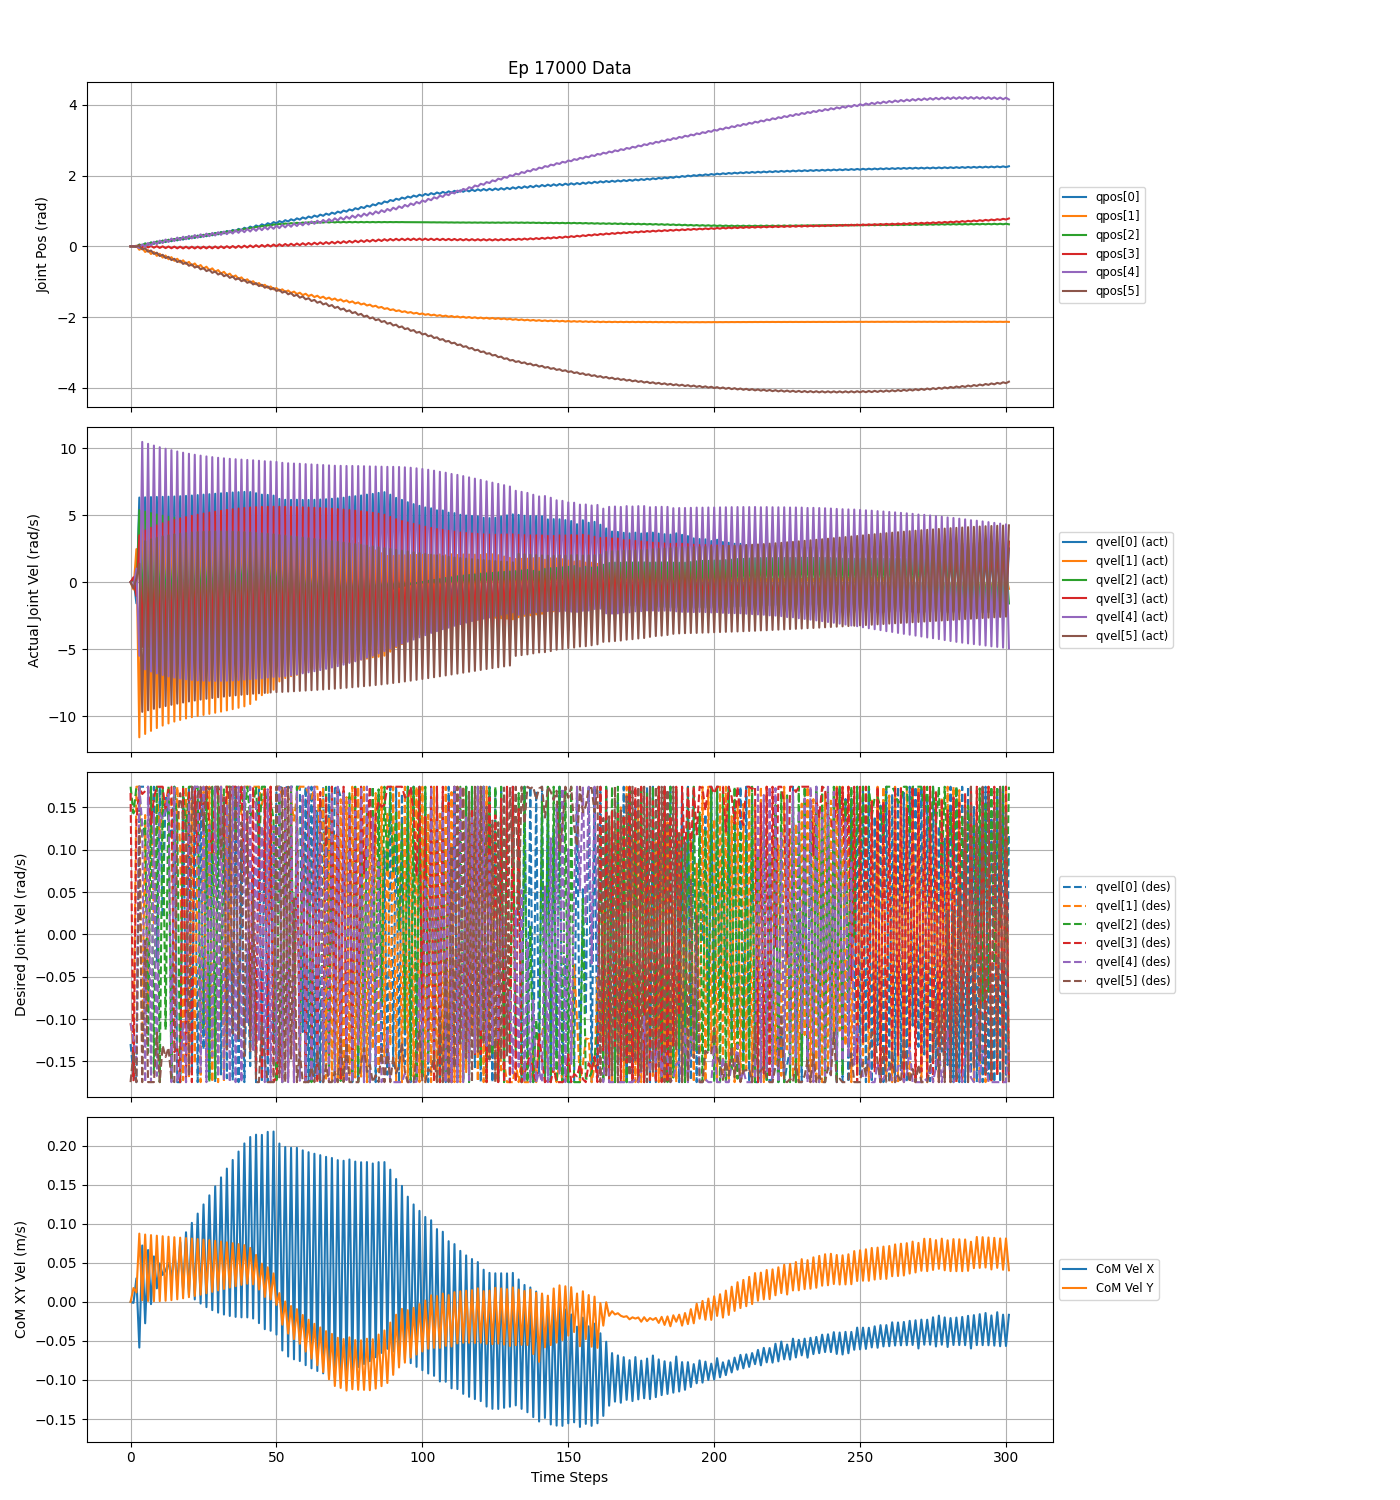 Ep 17000 Data
Joint Pos (rad)
4
2
0
−2
−4
qpos[0]
qpos[1]
qpos[2]
qpos[3]
qpos[4]
qpos[5]
Actual Joint Vel (rad/s)
10
5
0
−5
−10
qvel[0] (act)
qvel[1] (act)
qvel[2] (act)
qvel[3] (act)
qvel[4] (act)
qvel[5] (act)
Desired Joint Vel (rad/s)
0.15
0.10
0.05
0.00
−0.05
−0.10
−0.15
qvel[0] (des)
qvel[1] (des)
qvel[2] (des)
qvel[3] (des)
qvel[4] (des)
qvel[5] (des)
CoM XY Vel (m/s)
0.20
0.15
0.10
0.05
0.00
−0.05
−0.10
−0.15
CoM Vel X
CoM Vel Y
0 50 100 150 200 250 300
Time Steps